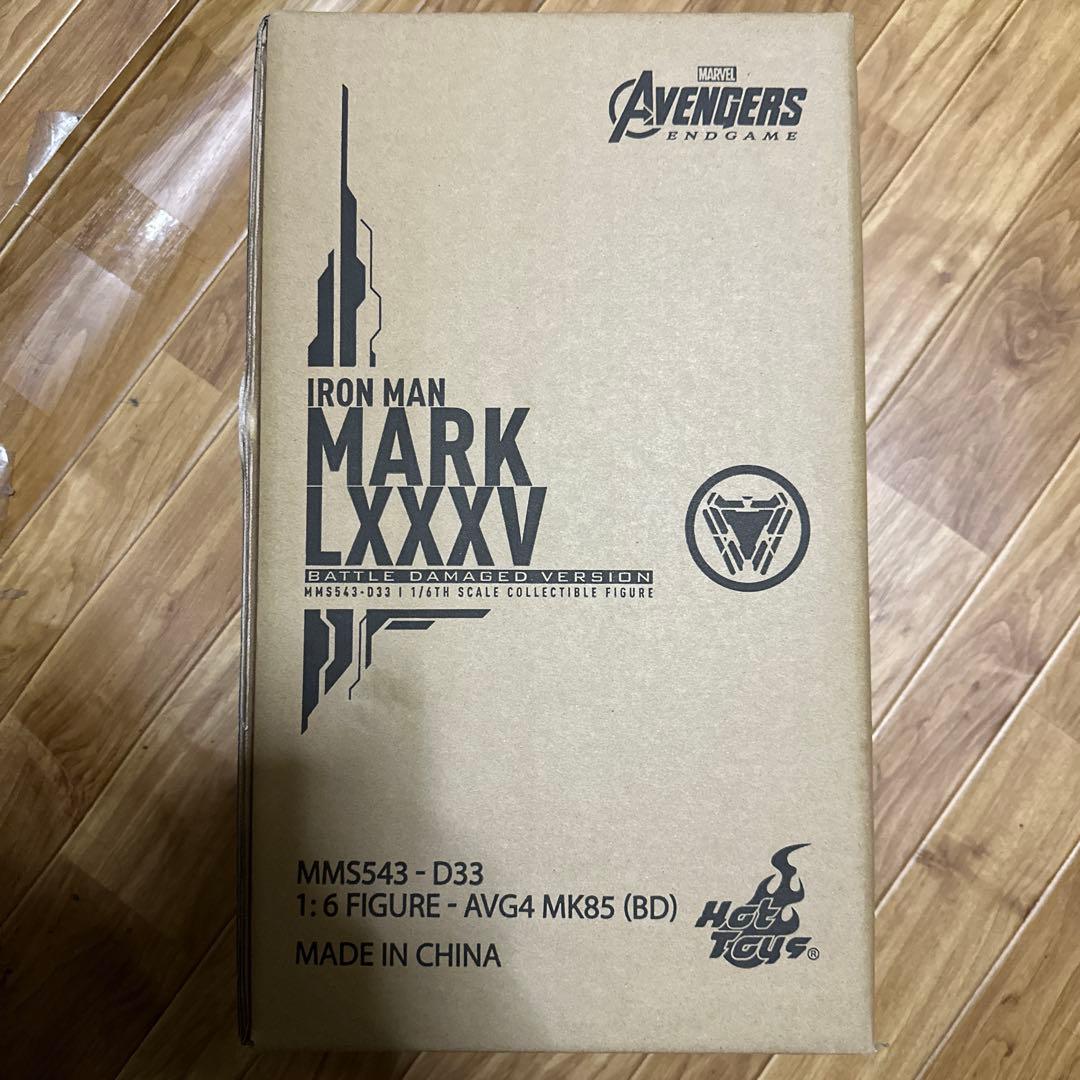 MARVEL
AVENGERS
ENDGAME
IRON MAN
MARK
LXXXV
BATTLE DAMAGED VERSION
MMS543-D33 | 1/6TH SCALE COLLECTIBLE FIGURE
MMS543 - D33
1: 6 FIGURE - AVG4 MK85 (BD)
MADE IN CHINA
Hot
Toys®